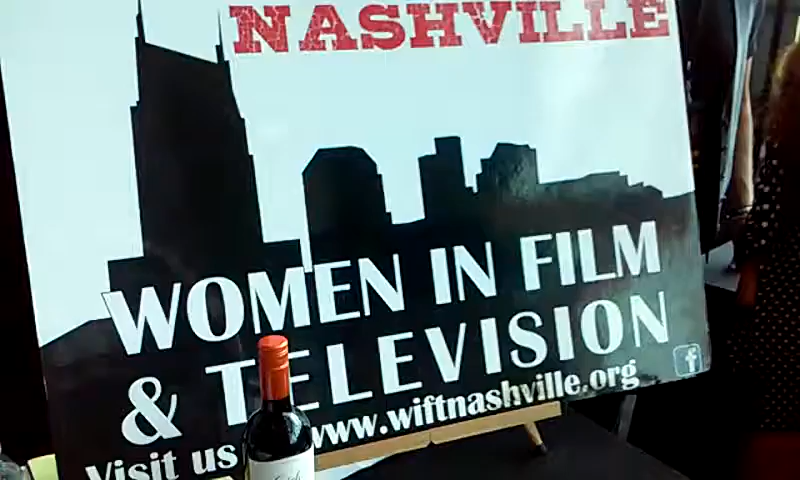 NASHVILLE
WOMEN IN FILM
& TELEVISION
Visit us www.wiftnashville.org
f